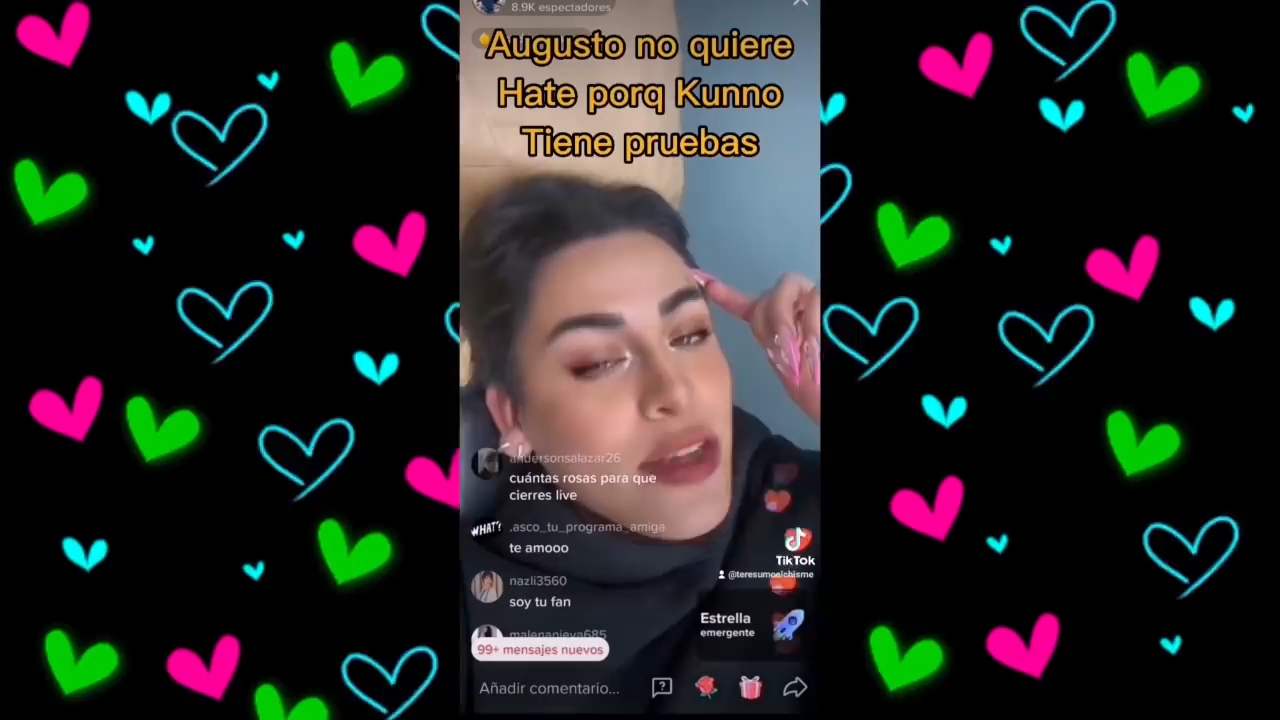 8.9K espectadores
Augusto no quiere
Hate porq Kunno
Tiene pruebas
andersonsalazar26
cuántas rosas para que
cierres live
WHAT?
.asco_tu_programa_amiga
te amooo
nazli3560
soy tu fan
malenanieva685
99+ mensajes nuevos
TikTok
@teresumoelchisme
Estrella
emergente
Añadir comentario...